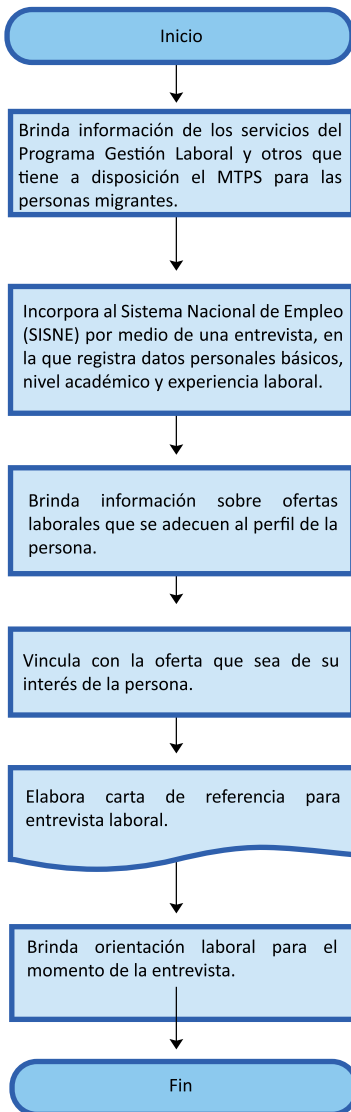 Inicio
Brinda información de los servicios del
Programa Gestión Laboral y otros que
tiene a disposición el MTPS para las
personas migrantes.
Incorpora al Sistema Nacional de Empleo
(SISNE) por medio de una entrevista, en
la que registra datos personales básicos,
nivel académico y experiencia laboral.
Brinda información sobre ofertas
laborales que se adecuen al perfil de la
persona.
Vincula con la oferta que sea de su
interés de la persona.
Elabora carta de referencia para
entrevista laboral.
Brinda orientación laboral para el
momento de la entrevista.
Fin